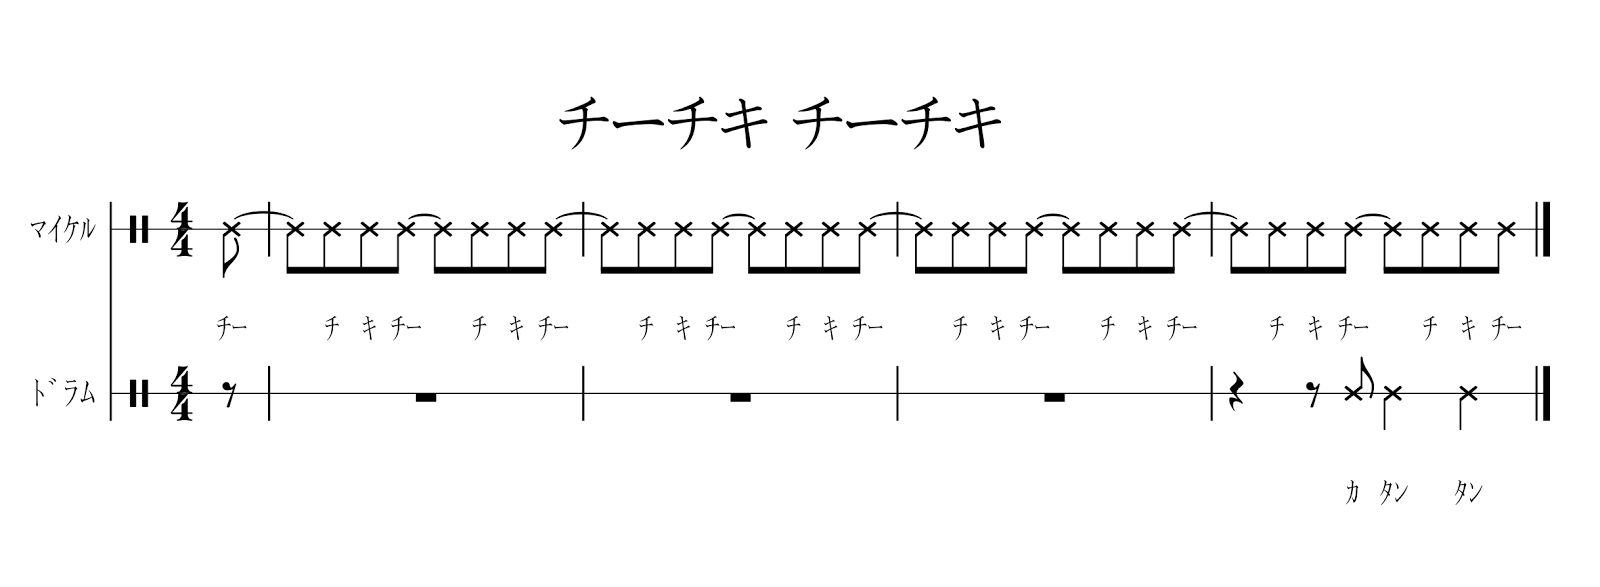 チーチキ チーチキ
マイケル
4
4
チー チ キ チー チ キ チー チ キ チー チ キ チー チ キ チー チ キ チー チ キ チー チ キ チー
ドラム
4
4
カ タン タン